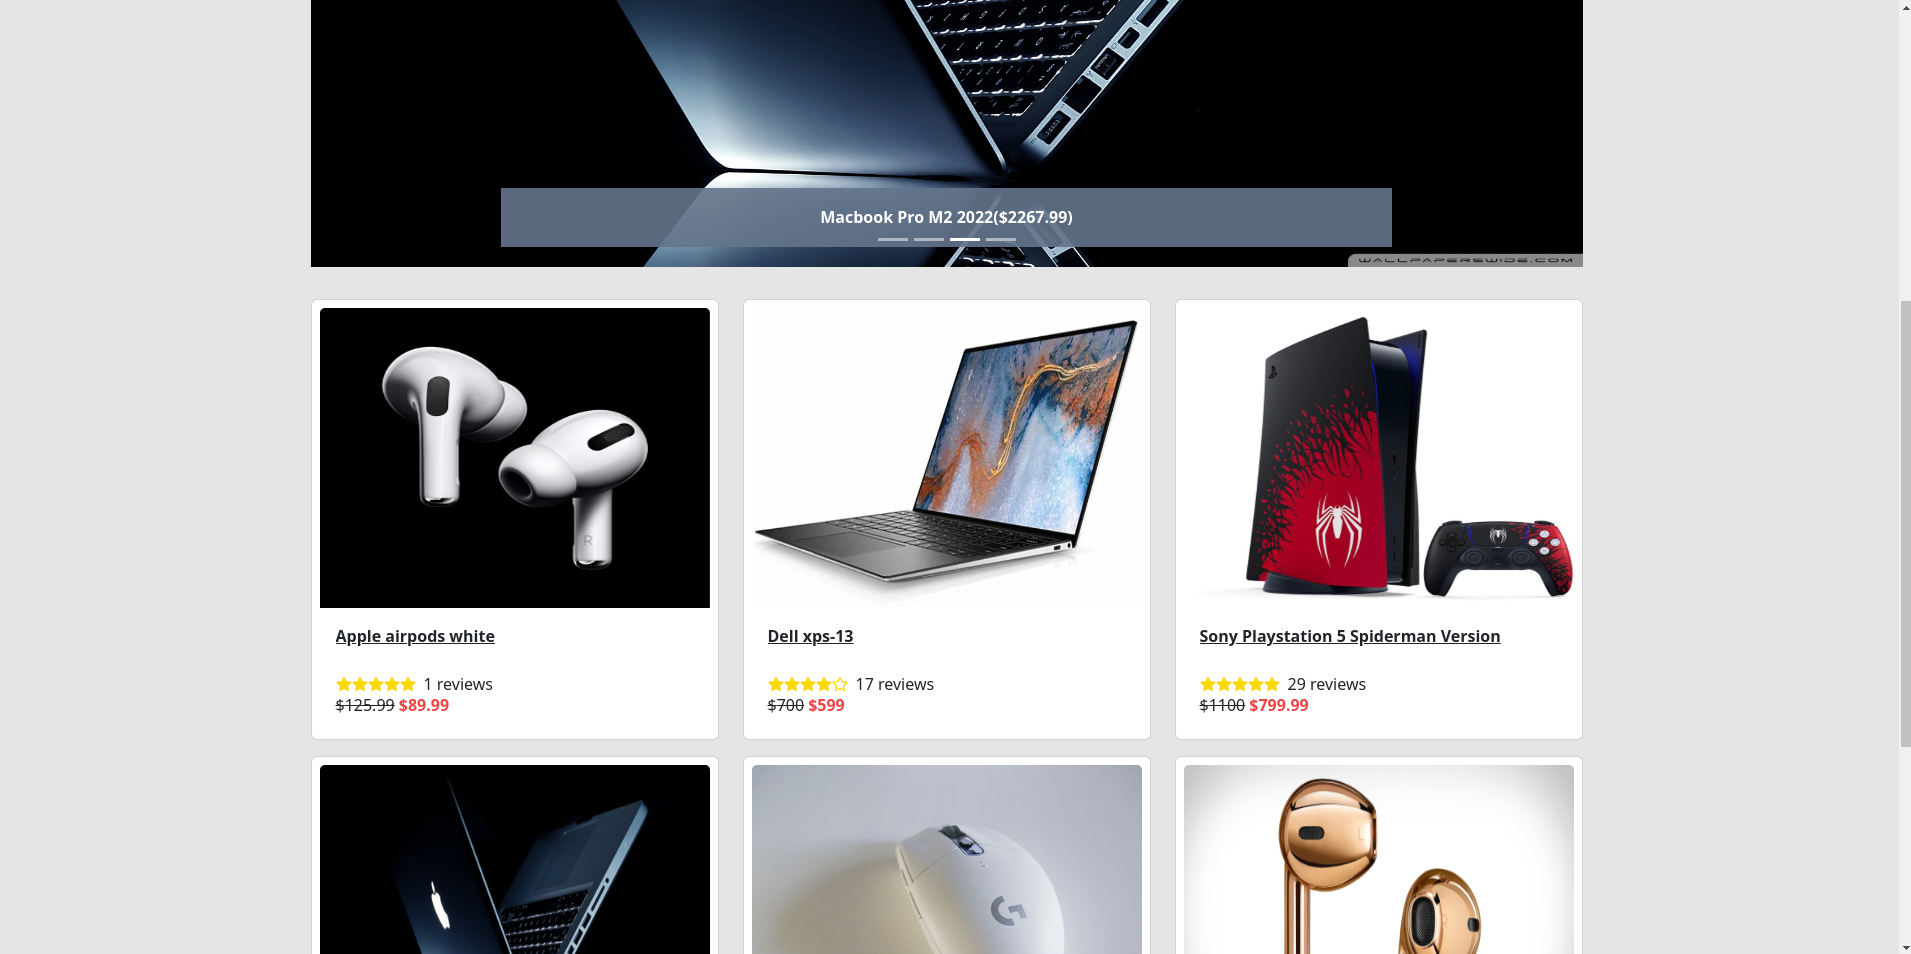 Macbook Pro M2 2022($2267.99)
WALLPAPERSWIDE.COM
R
Apple airpods white
1 reviews
$125.99 $89.99
Dell xps-13
17 reviews
$700 $599
Sony Playstation 5 Spiderman Version
29 reviews
$1100 $799.99
G
L